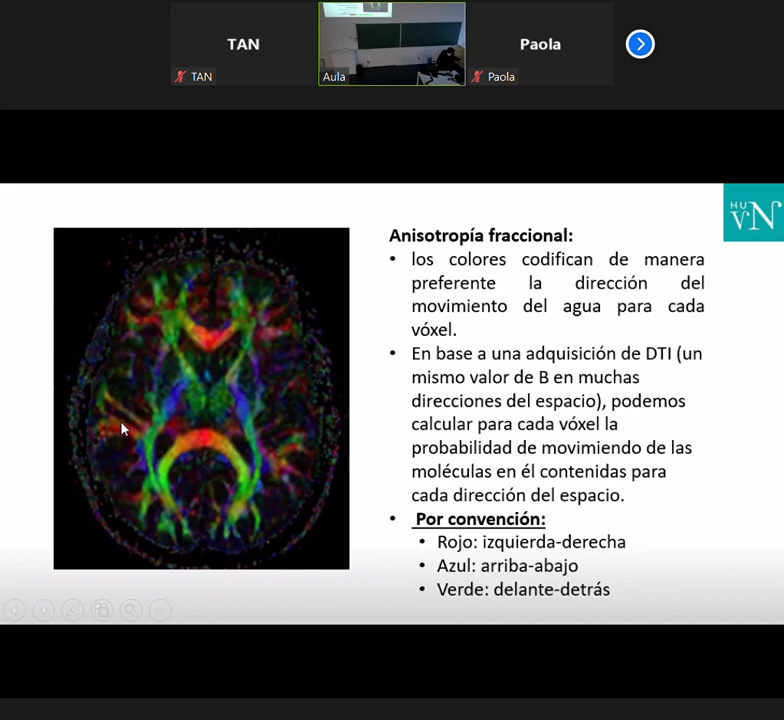 TAN
Paola
TAN
Aula
Paola
HU
VN
Anisotropía fraccional:
• los colores codifican de manera
preferente la dirección del
movimiento del agua para cada
vóxel.
• En base a una adquisición de DTI (un
mismo valor de B en muchas
direcciones del espacio), podemos
calcular para cada vóxel la
probabilidad de movimiendo de las
moléculas en él contenidas para
cada dirección del espacio.
• Por convención:
• Rojo: izquierda-derecha
• Azul: arriba-abajo
• Verde: delante-detrás